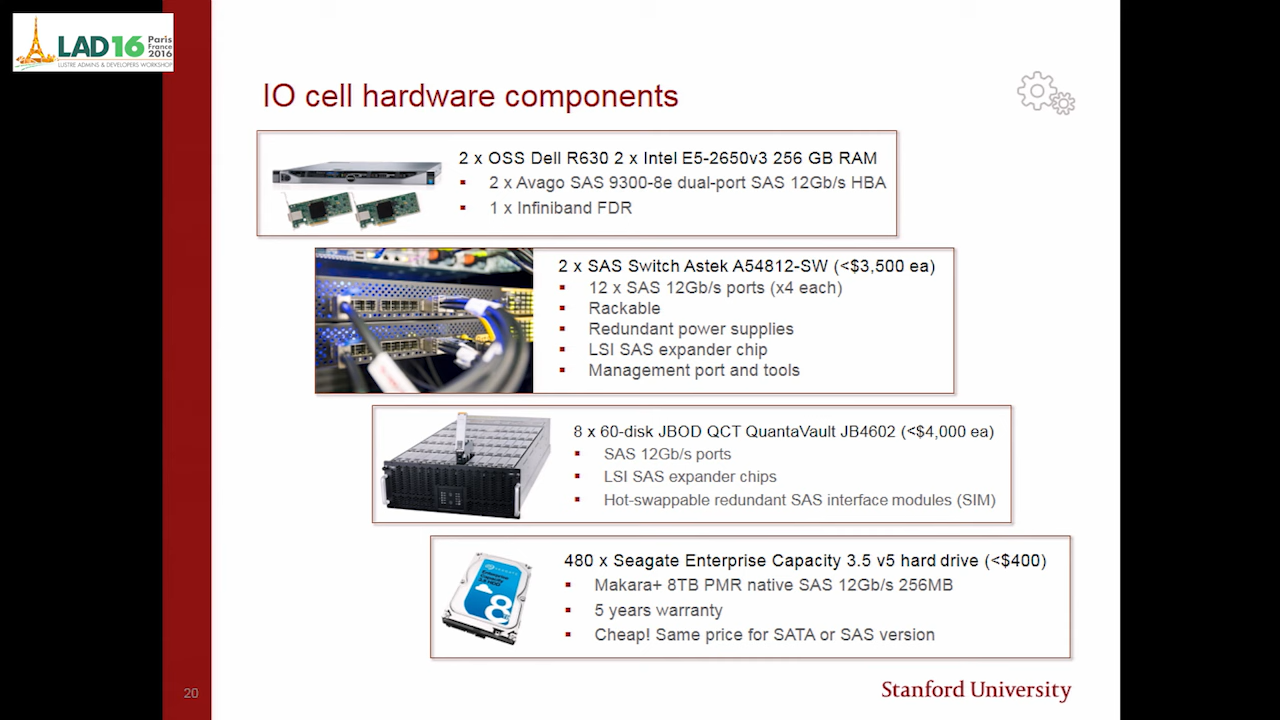 LAD16 Paris France 2016
LUSTRE ADMINS & DEVELOPERS WORKSHOP
IO cell hardware components
2 x OSS Dell R630 2 x Intel E5-2650v3 256 GB RAM
▪ 2 x Avago SAS 9300-8e dual-port SAS 12Gb/s HBA
▪ 1 x Infiniband FDR
2 x SAS Switch Astek A54812-SW (<$3,500 ea)
▪ 12 x SAS 12Gb/s ports (x4 each)
▪ Rackable
▪ Redundant power supplies
▪ LSI SAS expander chip
▪ Management port and tools
8 x 60-disk JBOD QCT QuantaVault JB4602 (<$4,000 ea)
▪ SAS 12Gb/s ports
▪ LSI SAS expander chips
▪ Hot-swappable redundant SAS interface modules (SIM)
480 x Seagate Enterprise Capacity 3.5 v5 hard drive (<$400)
▪ Makara+ 8TB PMR native SAS 12Gb/s 256MB
▪ 5 years warranty
▪ Cheap! Same price for SATA or SAS version
8
20
Stanford University